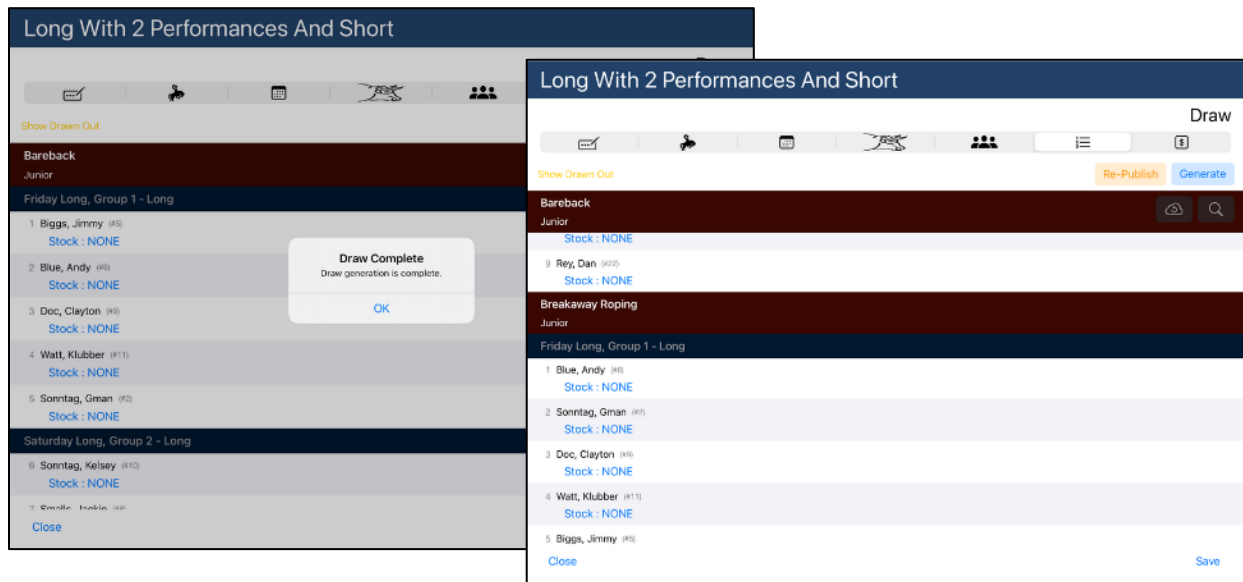 Long With 2 Performances And Short
Show Drawn Out
Bareback
Junior
Friday Long, Group 1 - Long
1 Biggs, Jimmy (#5)
Stock : NONE
2 Blue, Andy (#6)
Stock : NONE
3 Doc, Clayton (#9)
Stock : NONE
4 Watt, Klubber (#11)
Stock : NONE
5 Sonntag, Gman
Stock : NONE
Saturday Long, Group 2 - Long
6 Sonntag, Kelsey (#10)
Stock : NONE
Close
Draw Complete
Draw generation is complete.
OK
Long With 2 Performances And Short
Draw
Show Drawn Out
Re-Publish
Generate
Bareback
Junior
Stock : NONE
9 Rey, Dan (#22)
Stock : NONE
Breakaway Roping
Junior
Friday Long, Group 1 - Long
1 Blue, Andy (#6)
Stock : NONE
2 Sonntag, Gman
Stock : NONE
3 Doc, Clayton (#9)
Stock : NONE
4 Watt, Klubber (#11)
Stock : NONE
5 Biggs, Jimmy (#5)
Close
Save